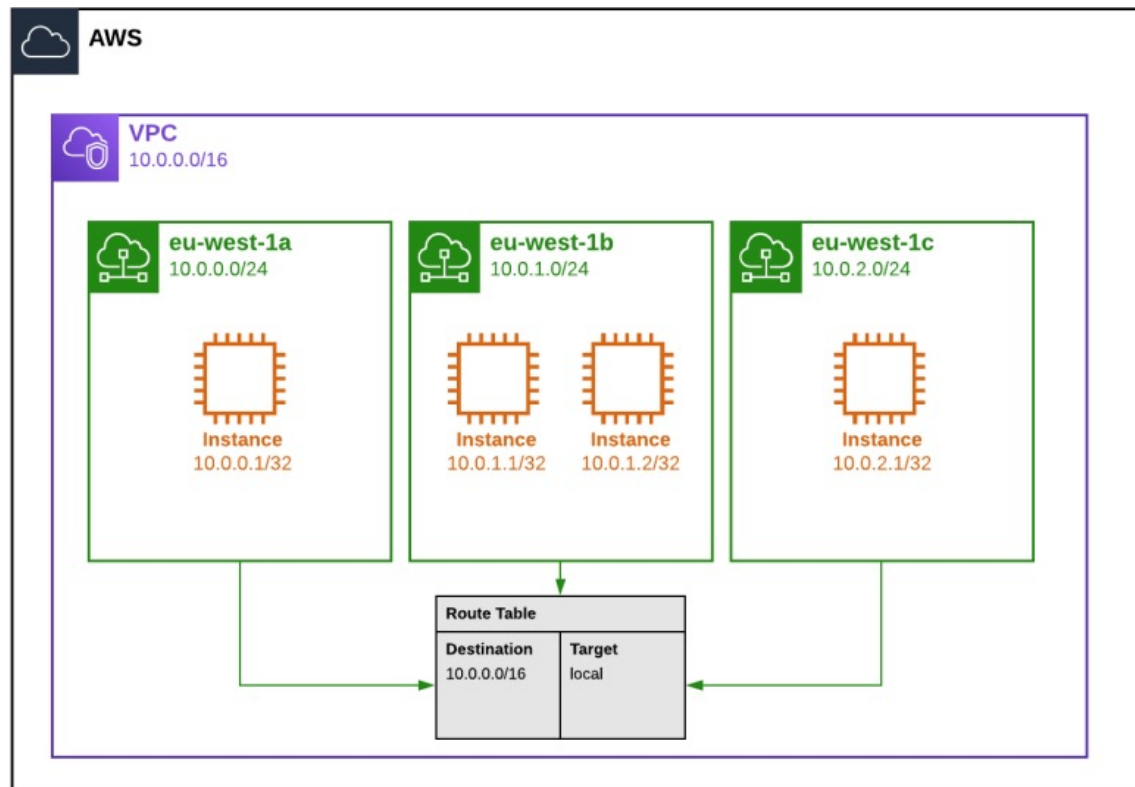 AWS
VPC
10.0.0.0/16
eu-west-1a
10.0.0.0/24
Instance
10.0.0.1/32
eu-west-1b
10.0.1.0/24
Instance
10.0.1.1/32
Instance
10.0.1.2/32
eu-west-1c
10.0.2.0/24
Instance
10.0.2.1/32
Route Table
Destination
10.0.0.0/16
Target
local